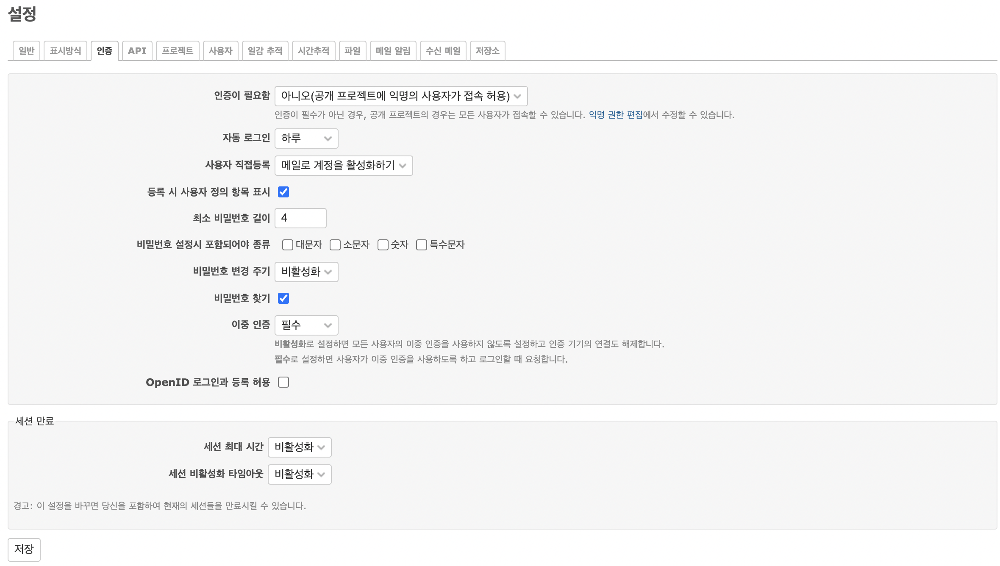 설정
일반 표시방식 인증 API 프로젝트 사용자 일감 추적 시간추적 파일 메일 알림 수신 메일 저장소
인증이 필요함 아니오(공개 프로젝트에 익명의 사용자가 접속 허용)
인증이 필수가 아닌 경우, 공개 프로젝트의 경우는 모든 사용자가 접속할 수 있습니다. 익명 권한 편집에서 수정할 수 있습니다.
자동 로그인 하루
사용자 직접등록 메일로 계정을 활성화하기
등록 시 사용자 정의 항목 표시
최소 비밀번호 길이 4
비밀번호 설정시 포함되어야 종류 대문자 소문자 숫자 특수문자
비밀번호 변경 주기 비활성화
비밀번호 찾기
이중 인증 필수
비활성화로 설정하면 모든 사용자의 이중 인증을 사용하지 않도록 설정하고 인증 기기의 연결도 해제합니다.
필수로 설정하면 사용자가 이중 인증을 사용하도록 하고 로그인할 때 요청합니다.
OpenID 로그인과 등록 허용
세션 만료
세션 최대 시간 비활성화
세션 비활성화 타임아웃 비활성화
경고: 이 설정을 바꾸면 당신을 포함하여 현재의 세션들을 만료시킬 수 있습니다.
저장